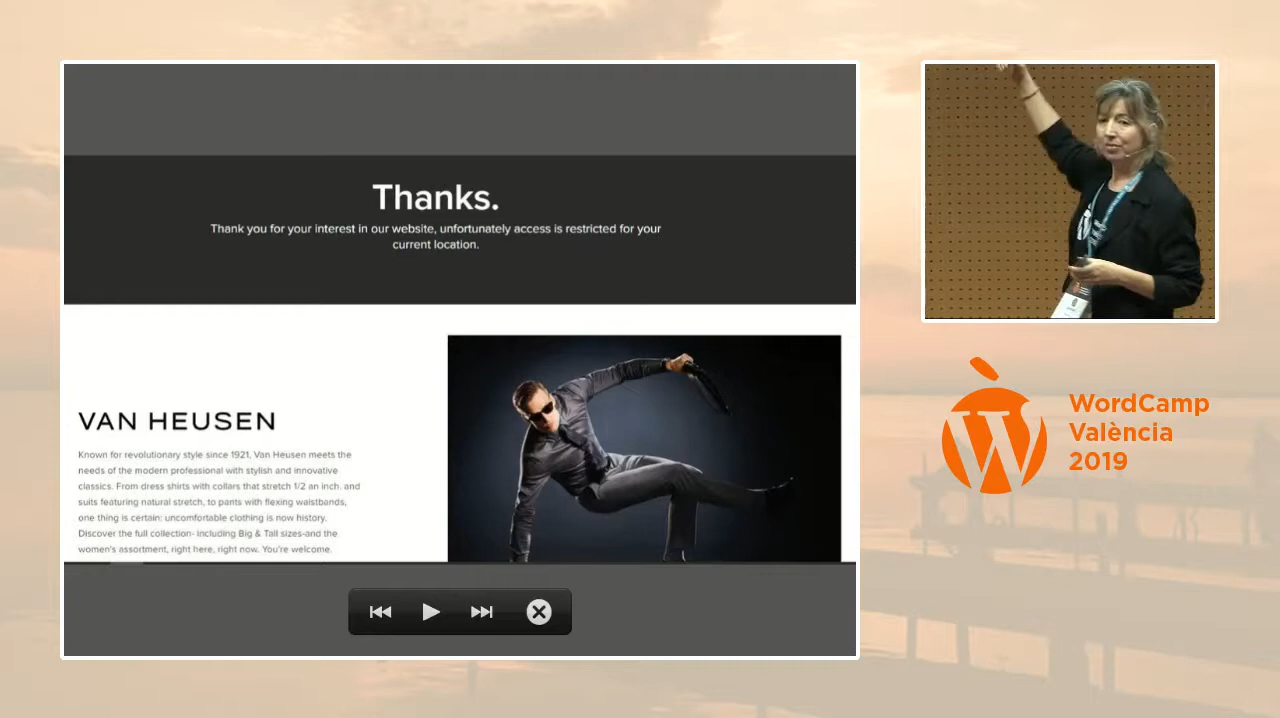 Thanks.
Thank you for your interest in our website, unfortunately access is restricted for your
current location.
VAN HEUSEN
Known for revolutionary style since 1921, Van Heusen meets the
needs of the modern professional with stylish and innovative
classics. From dress shirts with collars that stretch 1/2 an inch, and
suits featuring natural stretch, to pants with flexing waistbands,
one thing is certain: uncomfortable clothing is now history.
Discover the full collection- including Big & Tall sizes-and the
women's assortment, right here, right now. You're welcome.
WordCamp
València
2019